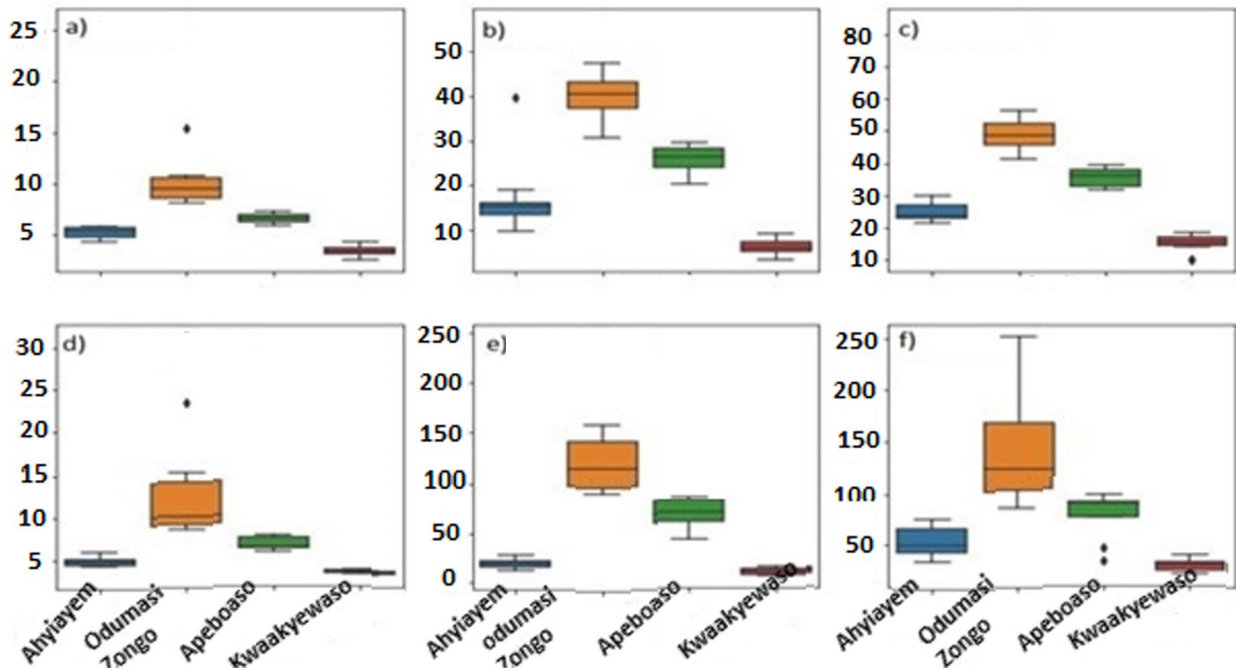 a)
25
20
15
10
5
b)
50
40
30
20
10
c)
80
70
60
50
40
30
20
10
d)
30
25
20
15
10
5
Ahyiayem
Odumasi
Zongo
Apeboaso
Kwaakyewaso
e)
250
200
150
100
50
0
Ahyiayem
odumasi
Zongo
Apeboaso
Kwaakyewaso
f)
250
200
150
100
50
Ahyiayem
Odumasi
Zongo
Apeboaso
Kwaakyewaso